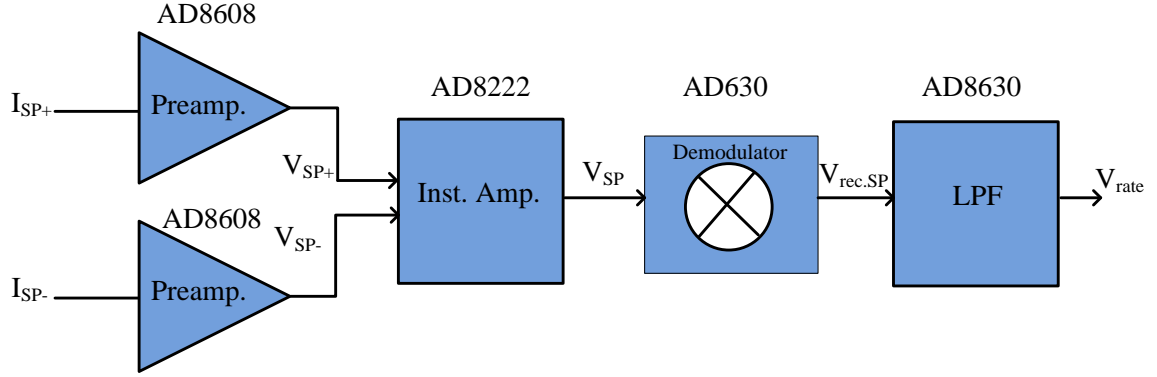 AD8608
I_SP+
Preamp.
V_SP+
AD8608
I_SP-
Preamp.
V_SP-
AD8222
Inst. Amp.
V_SP
AD630
Demodulator
V_rec.SP
AD8630
LPF
V_rate